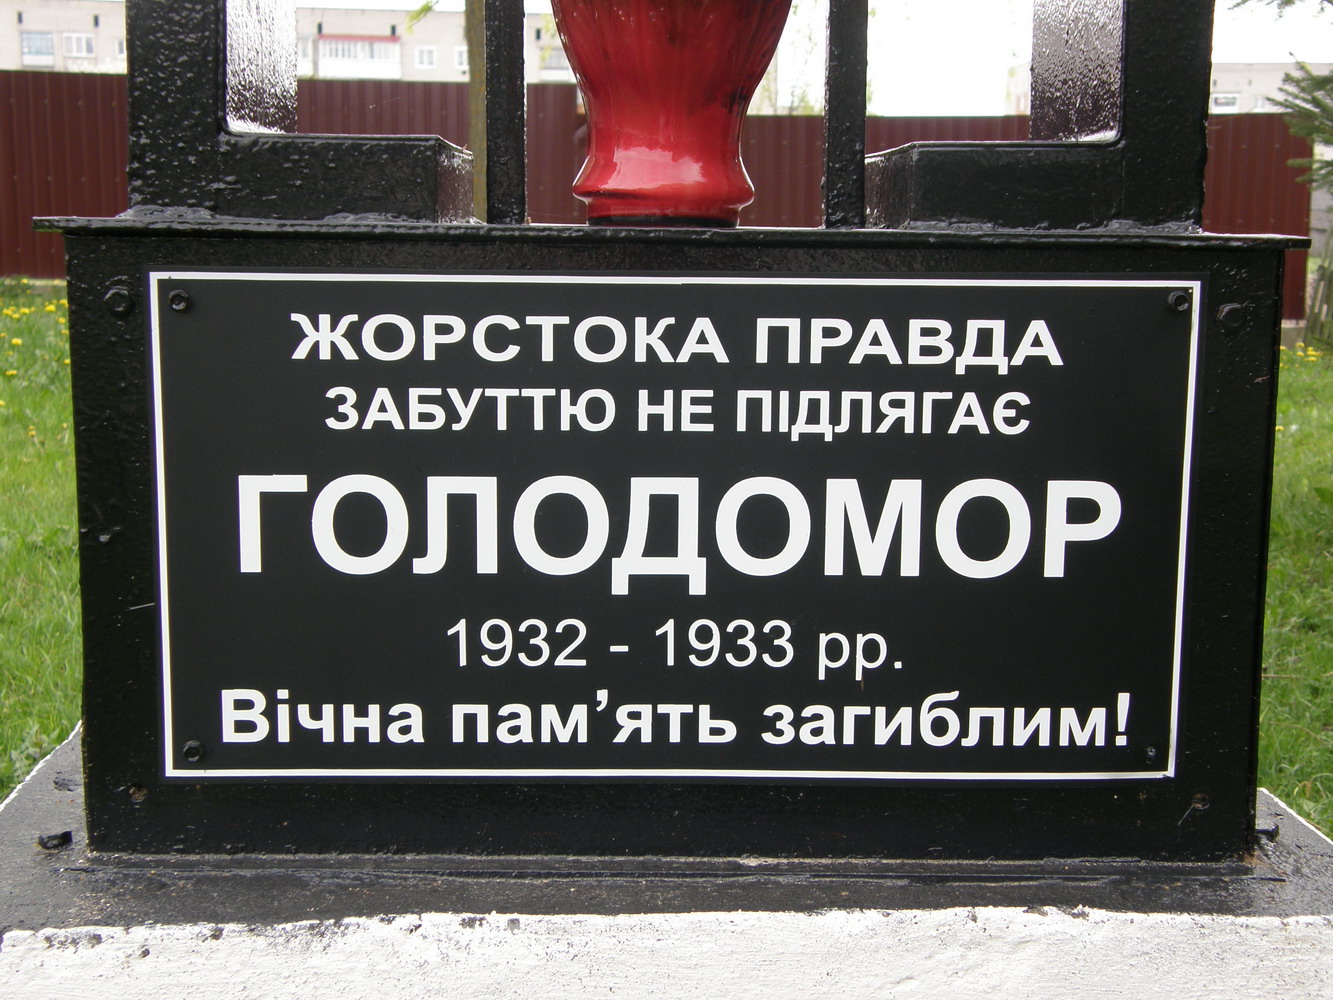 ЖОРСТОКА ПРАВДА
ЗАБУТТЮ НЕ ПІДЛЯГАЄ
ГОЛОДОМОР
1932 - 1933 рр.
Вічна пам’ять загиблим!